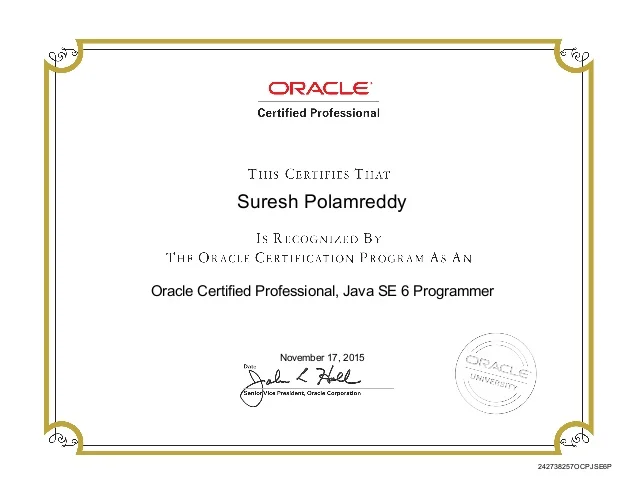 ORACLE
Certified Professional
THIS CERTIFIES THAT
Suresh Polamreddy
IS RECOGNIZED BY
THE ORACLE CERTIFICATION PROGRAM AS AN
Oracle Certified Professional, Java SE 6 Programmer
November 17, 2015
Date
John L Hall
Senior Vice President, Oracle Corporation
ORACLE
UNIVERSITY
242738257OCPJSE6P